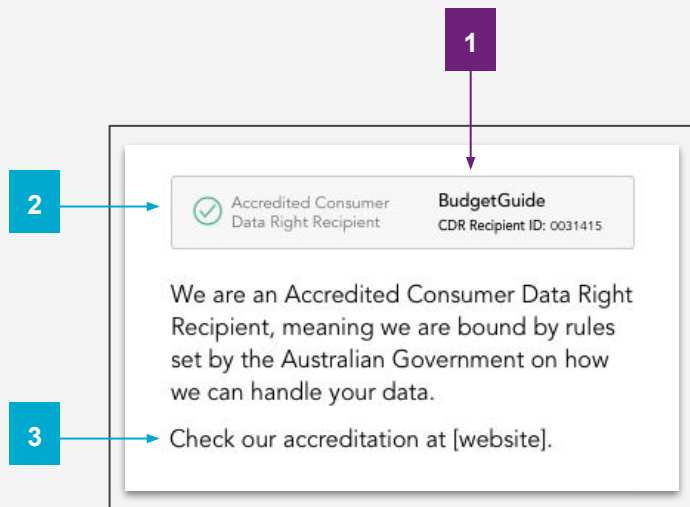 1
2
Accredited Consumer
Data Right Recipient
BudgetGuide
CDR Recipient ID: 0031415
We are an Accredited Consumer Data Right
Recipient, meaning we are bound by rules
set by the Australian Government on how
we can handle your data.
3
Check our accreditation at [website].